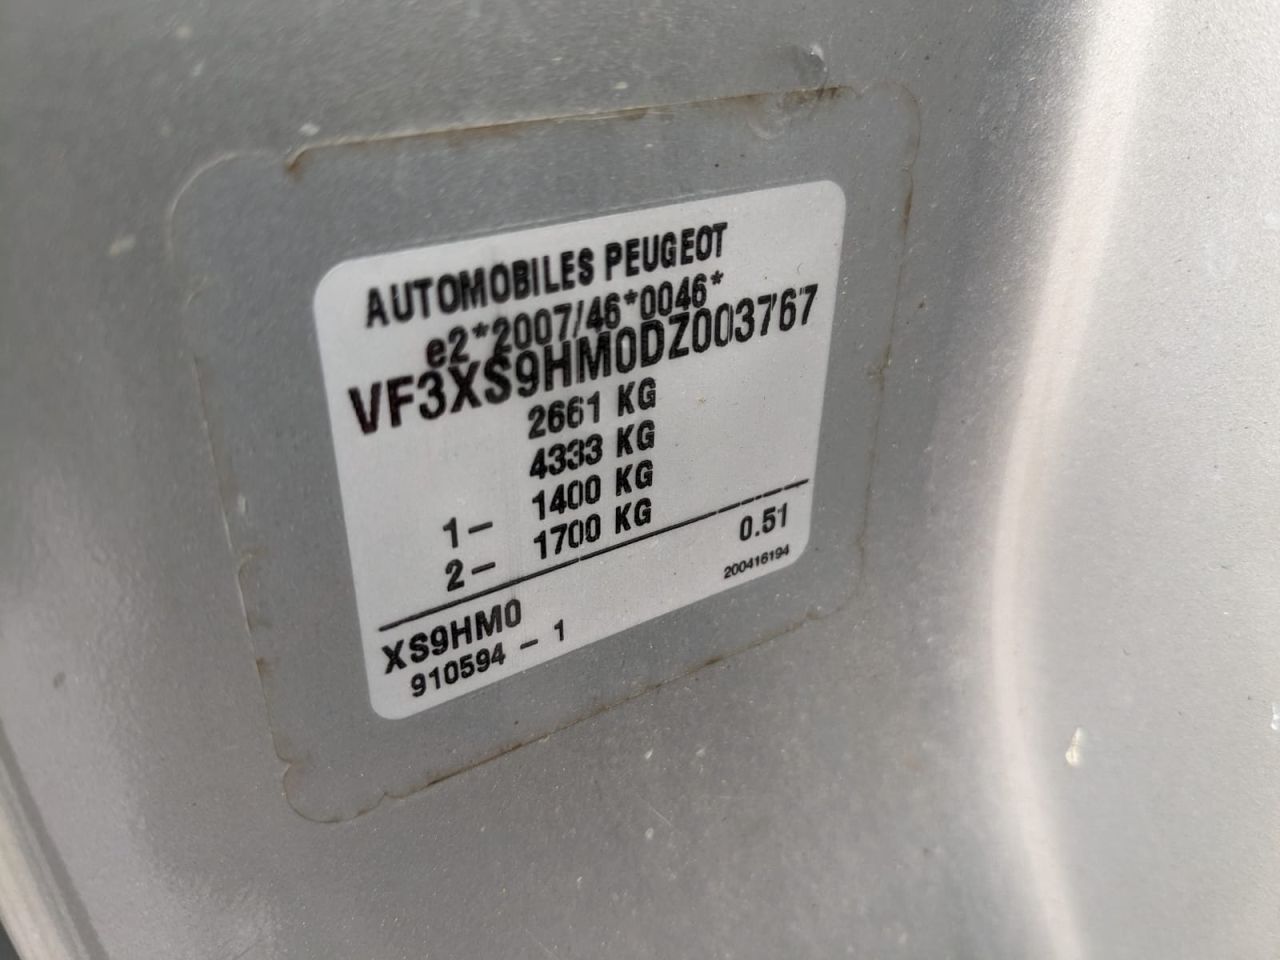 AUTOMOBILES PEUGEOT
e2*2007/46*0046*
VF3XS9HM0DZ003767
2661 KG
4333 KG
1- 1400 KG
2- 1700 KG
0.51
200416194
XS9HM0
910594 - 1